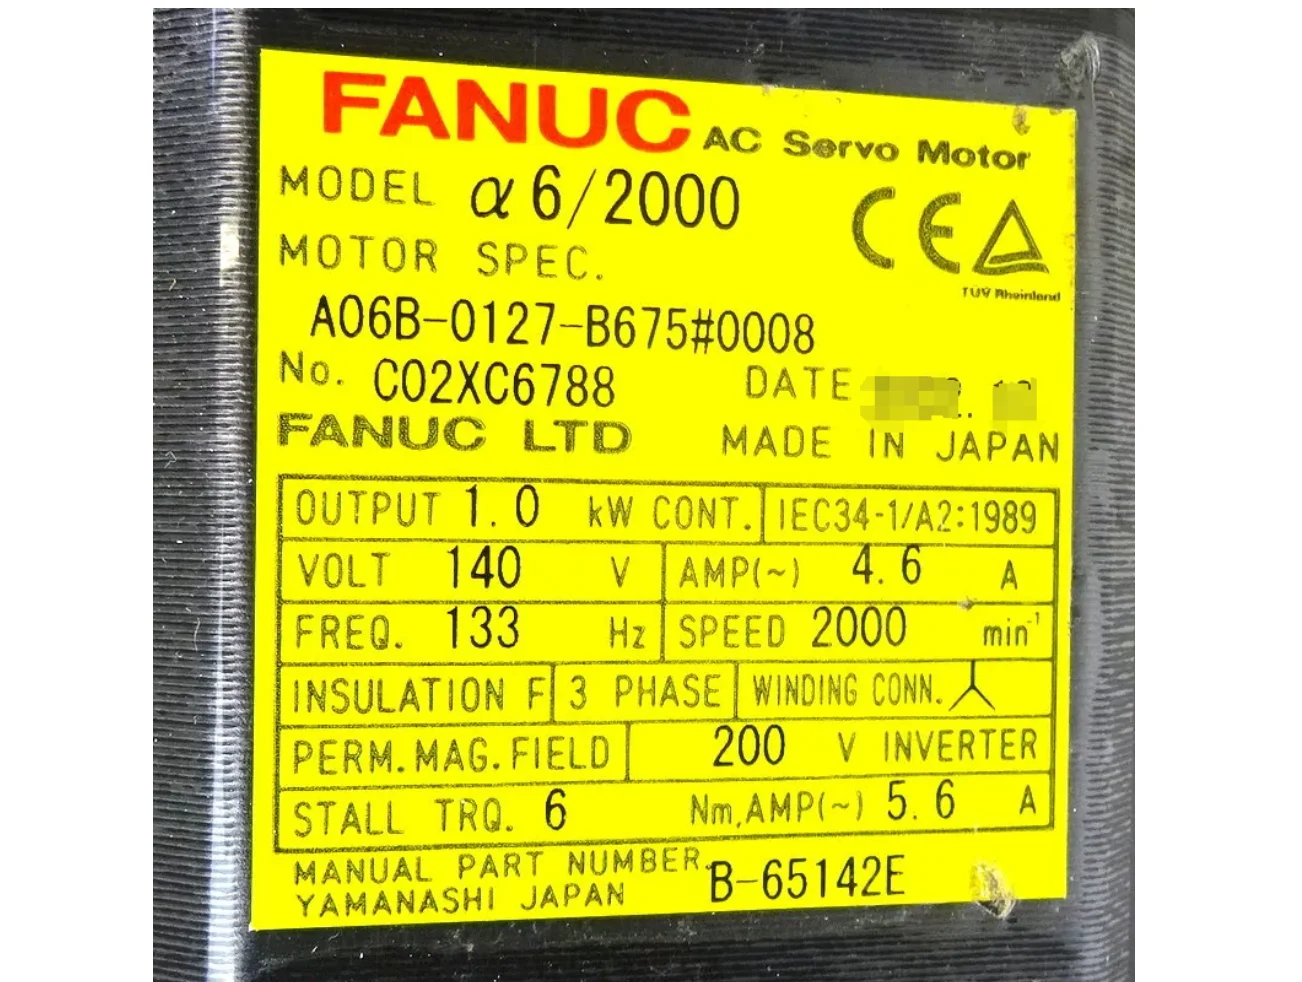 FANUC AC Servo Motor
MODEL α6/2000
CE
TÜV Rheinland
MOTOR SPEC.
A06B-0127-B675#0008
No. C02XC6788 DATE
FANUC LTD MADE IN JAPAN
OUTPUT 1.0 kW CONT. IEC34-1/A2:1989
VOLT 140 V AMP(~) 4.6 A
FREQ. 133 Hz SPEED 2000 min⁻¹
INSULATION F 3 PHASE WINDING CONN.
PERM.MAG.FIELD 200 V INVERTER
STALL TRQ. 6 Nm,AMP(~) 5.6 A
MANUAL PART NUMBER. B-65142E
YAMANASHI JAPAN